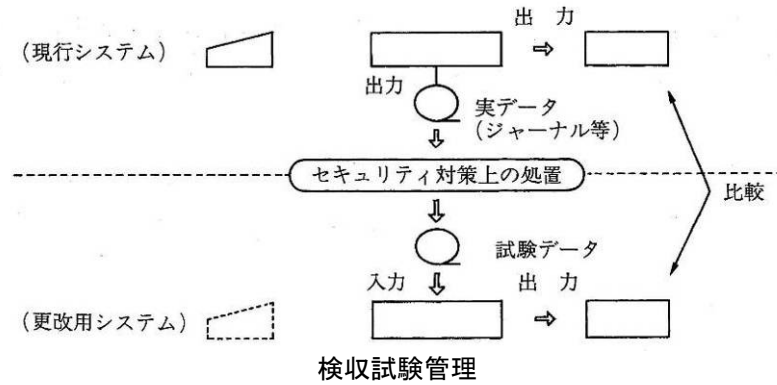 出 力
(現行システム)
出力
実データ
(ジャーナル等)
セキュリティ対策上の処置
比較
試験データ
入力
出 力
(更改用システム)
検収試験管理